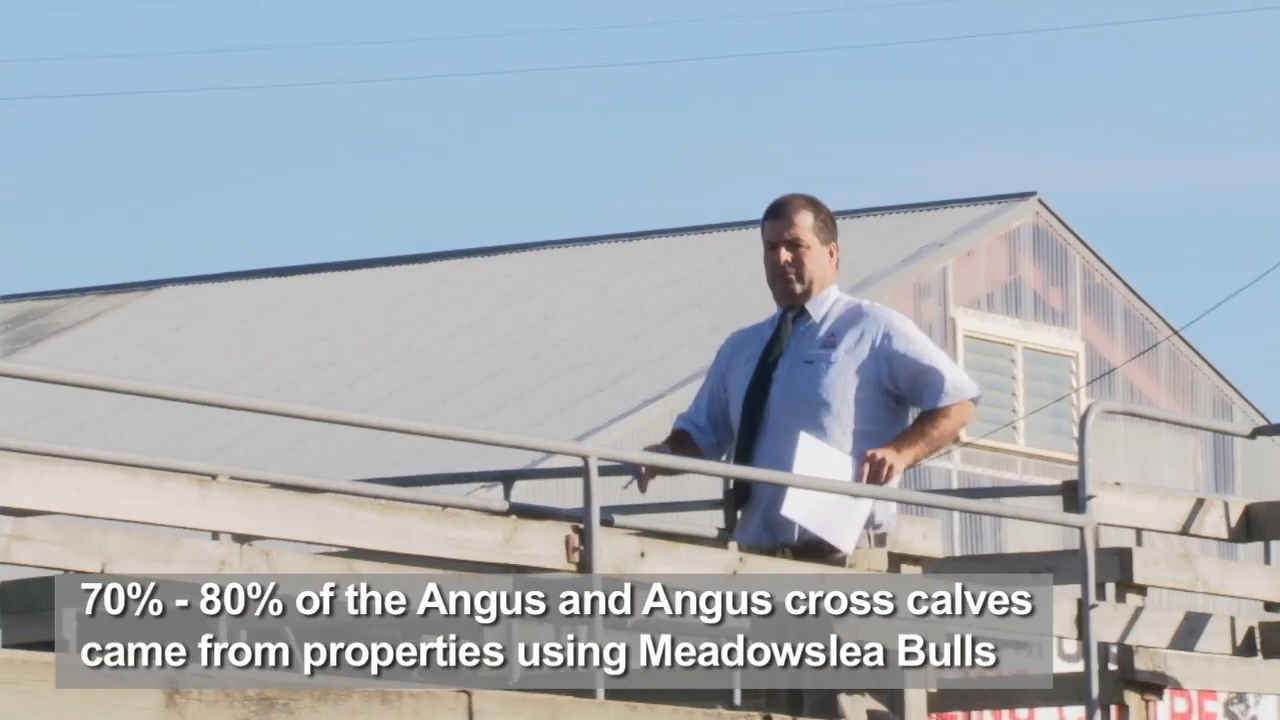 70% - 80% of the Angus and Angus cross calves
came from properties using Meadowslea Bulls